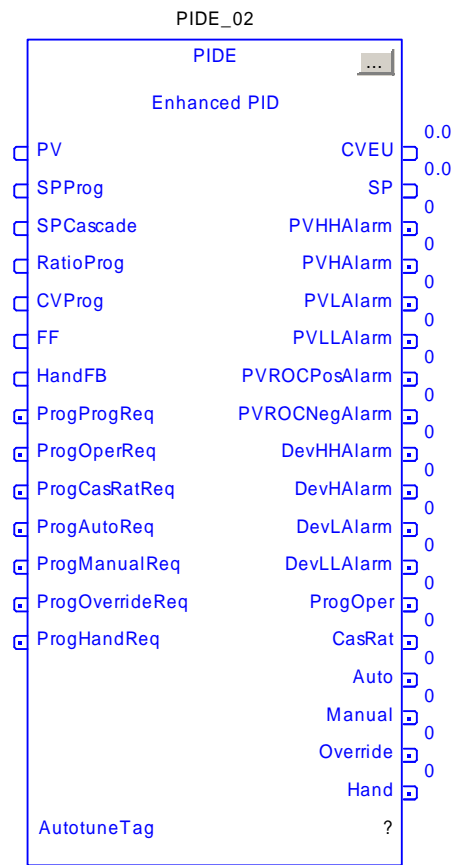 PIDE_02
PIDE ...
Enhanced PID
0.0
PV CVEU
0.0
SPProg SP
0
SPCascade PVHHAlarm
0
RatioProg PVHAlarm
0
CVProg PVLAlarm
0
FF PVLLAlarm
0
HandFB PVROCPosAlarm
0
ProgProgReq PVROCNegAlarm
0
ProgOperReq DevHHAlarm
0
ProgCasRatReq DevHAlarm
0
ProgAutoReq DevLAlarm
0
ProgManualReq DevLLAlarm
0
ProgOverrideReq ProgOper
0
ProgHandReq CasRat
0
Auto
0
Manual
0
Override
0
Hand
AutotuneTag ?